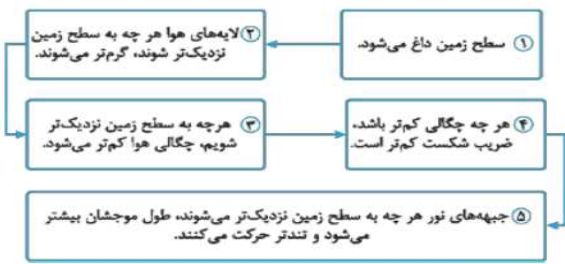 ① سطح زمین داغ می‌شود.
② لایه‌های هوا هر چه به سطح زمین
نزدیک‌تر شوند، گرم‌تر می‌شوند.
③ هرچه به سطح زمین نزدیک‌تر
شویم، چگالی هوا کم‌تر می‌شود.
④ هر چه چگالی کم‌تر باشد،
ضریب شکست کم‌تر است.
⑤ جبهه‌های نور هر چه به سطح زمین نزدیک‌تر می‌شوند، طول موجشان بیشتر
می‌شود و تندتر حرکت می‌کنند.